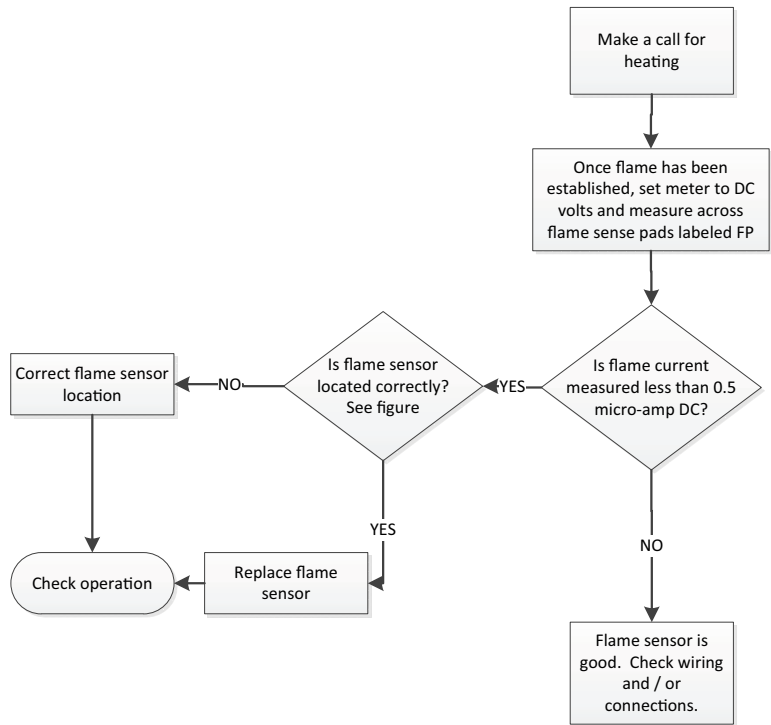 Make a call for
heating
Once flame has been
established, set meter to DC
volts and measure across
flame sense pads labeled FP
Is flame current
measured less than 0.5
micro-amp DC?
YES
Is flame sensor
located correctly?
See figure
NO
Correct flame sensor
location
YES
Replace flame
sensor
Check operation
NO
Flame sensor is
good.  Check wiring
and / or
connections.